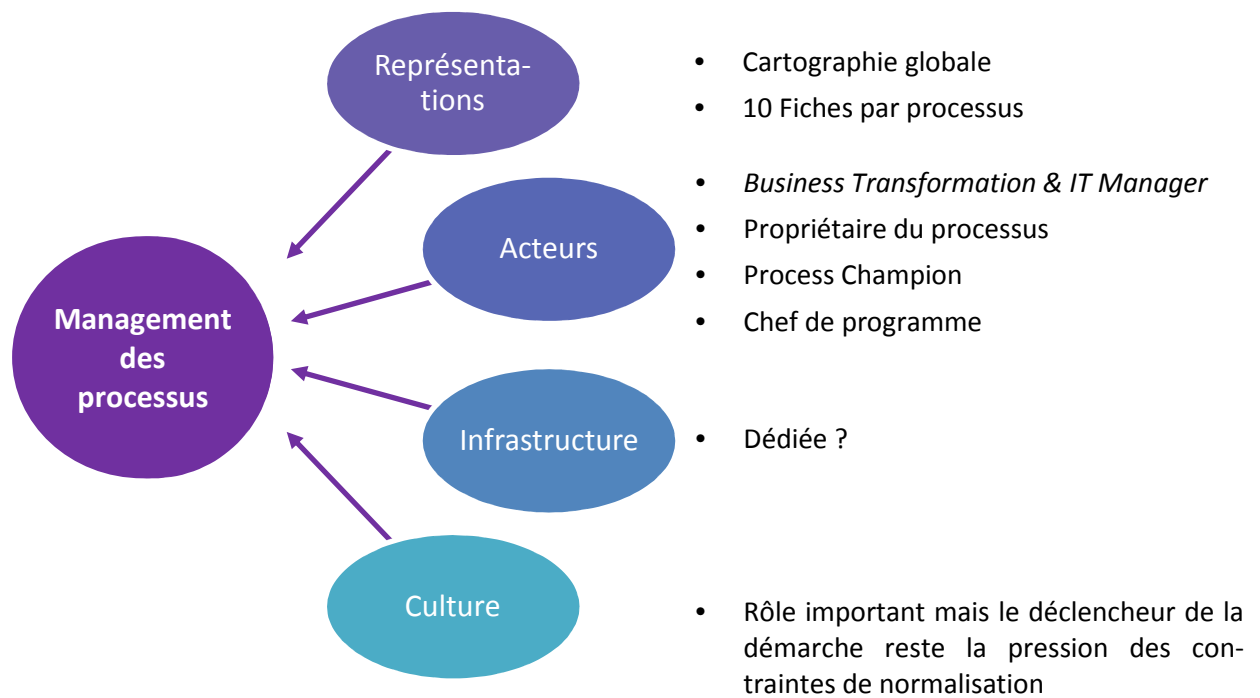 Représenta-
tions
• Cartographie globale
• 10 Fiches par processus
• Business Transformation & IT Manager
Acteurs
• Propriétaire du processus
• Process Champion
• Chef de programme
Management
des
processus
Infrastructure
• Dédiée ?
Culture
• Rôle important mais le déclencheur de la
démarche reste la pression des con-
traintes de normalisation